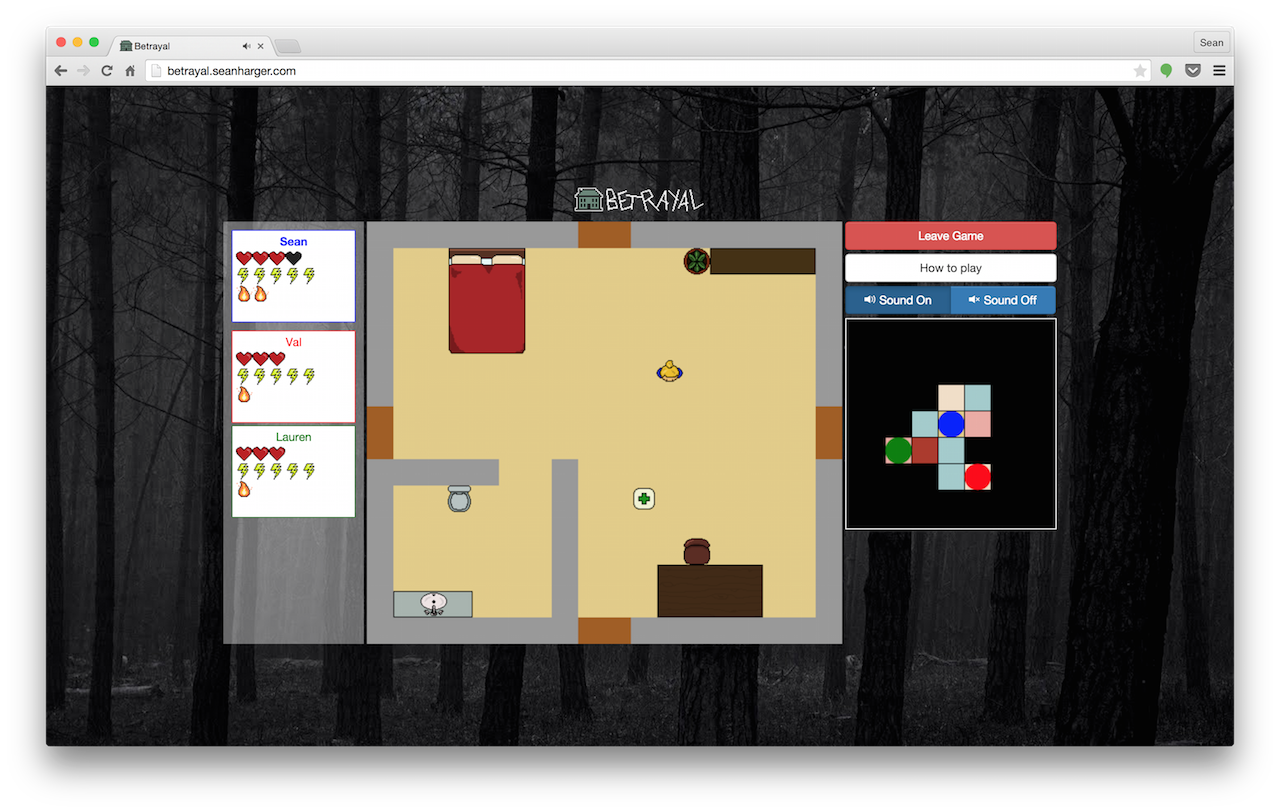 Betrayal
Sean
betrayal.seanharger.com
BETRAYAL
Sean
Val
Lauren
Leave Game
How to play
Sound On
Sound Off